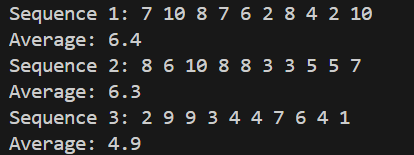 Sequence 1: 7 10 8 7 6 2 8 4 2 10
Average: 6.4
Sequence 2: 8 6 10 8 8 3 3 5 5 7
Average: 6.3
Sequence 3: 2 9 9 3 4 4 7 6 4 1
Average: 4.9